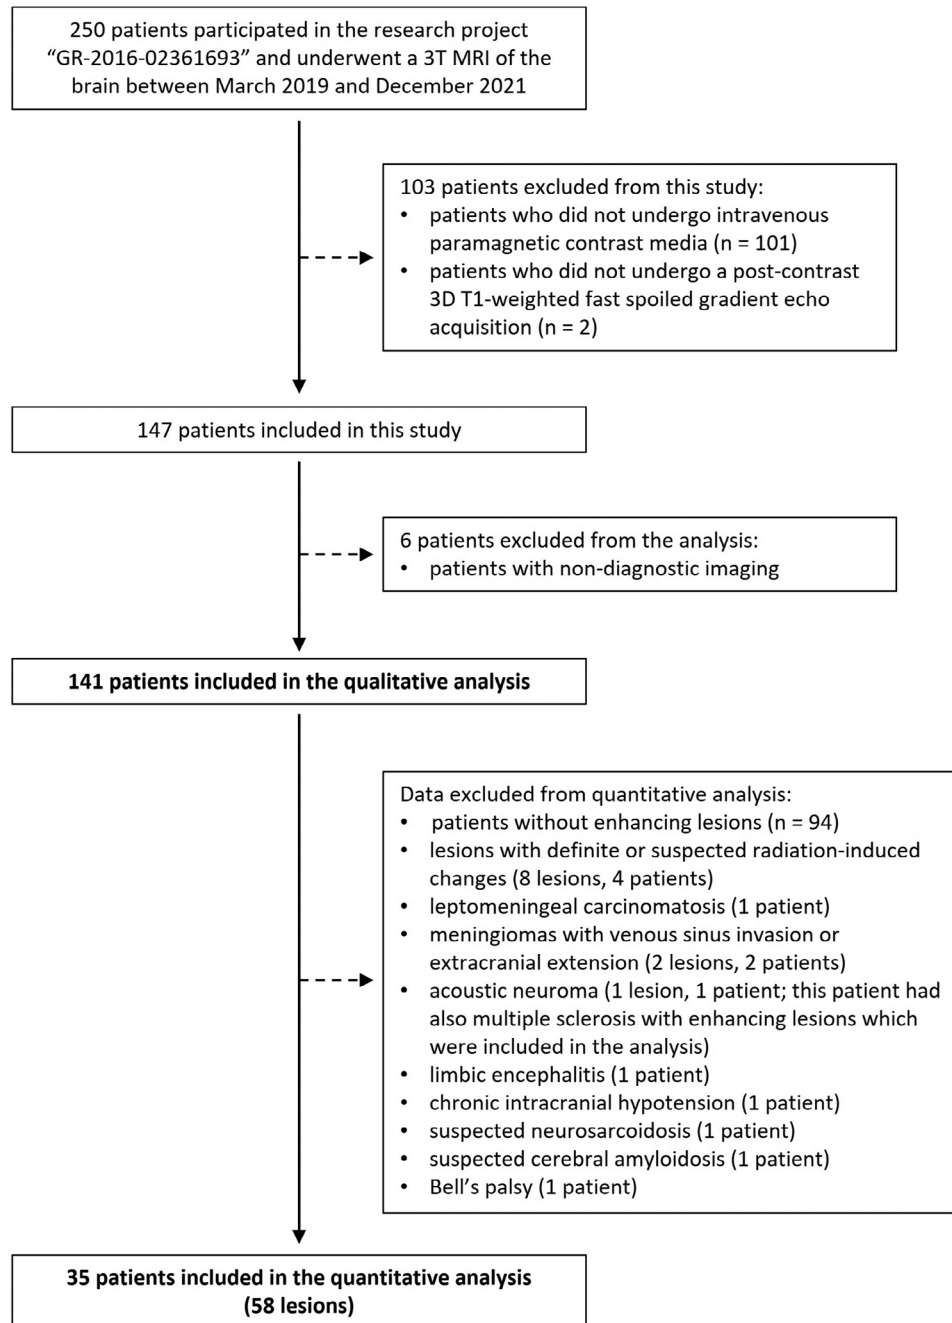 250 patients participated in the research project
“GR-2016-02361693” and underwent a 3T MRI of the
brain between March 2019 and December 2021
103 patients excluded from this study:
• patients who did not undergo intravenous
paramagnetic contrast media (n = 101)
• patients who did not undergo a post-contrast
3D T1-weighted fast spoiled gradient echo
acquisition (n = 2)
147 patients included in this study
6 patients excluded from the analysis:
• patients with non-diagnostic imaging
141 patients included in the qualitative analysis
Data excluded from quantitative analysis:
• patients without enhancing lesions (n = 94)
• lesions with definite or suspected radiation-induced
changes (8 lesions, 4 patients)
• leptomeningeal carcinomatosis (1 patient)
• meningiomas with venous sinus invasion or
extracranial extension (2 lesions, 2 patients)
• acoustic neuroma (1 lesion, 1 patient; this patient had
also multiple sclerosis with enhancing lesions which
were included in the analysis)
• limbic encephalitis (1 patient)
• chronic intracranial hypotension (1 patient)
• suspected neurosarcoidosis (1 patient)
• suspected cerebral amyloidosis (1 patient)
• Bell’s palsy (1 patient)
35 patients included in the quantitative analysis
(58 lesions)